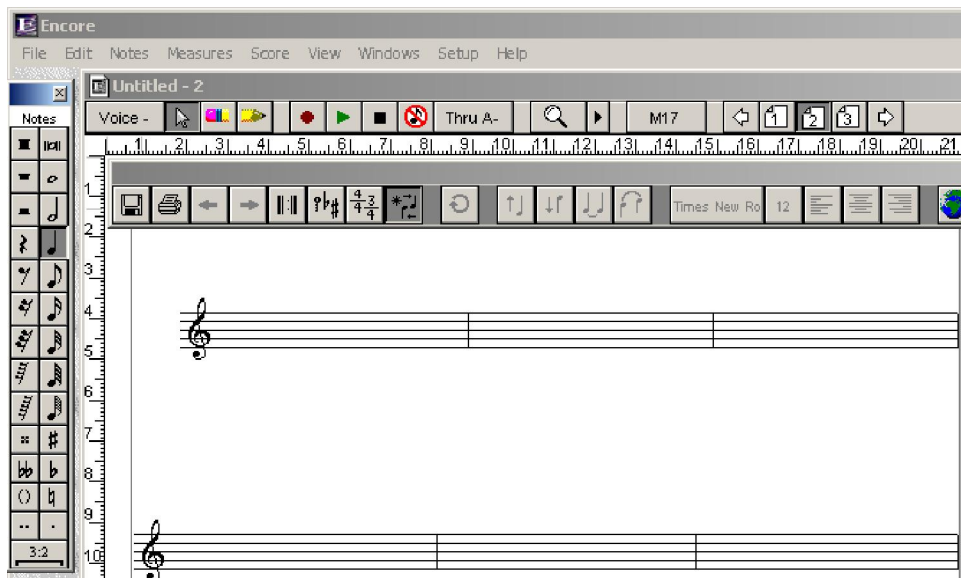 Encore
File Edit Notes Measures Score View Windows Setup Help
Untitled - 2
Notes
Voice - Thru A- M17 1 2 3
1 2 3 4 5 6 7 8 9 10 11 12 13 14 15 16 17 18 19 20 21
Times New Ro 12
4 4 3 4
1
2
3
4
5
6
7
8
9
10
3:2